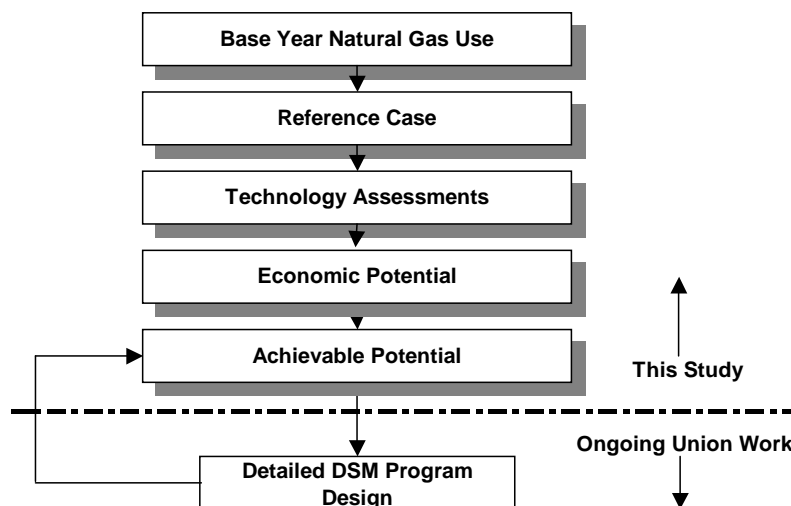 Base Year Natural Gas Use
Reference Case
Technology Assessments
Economic Potential
Achievable Potential
This Study
Ongoing Union Work
Detailed DSM Program
Design